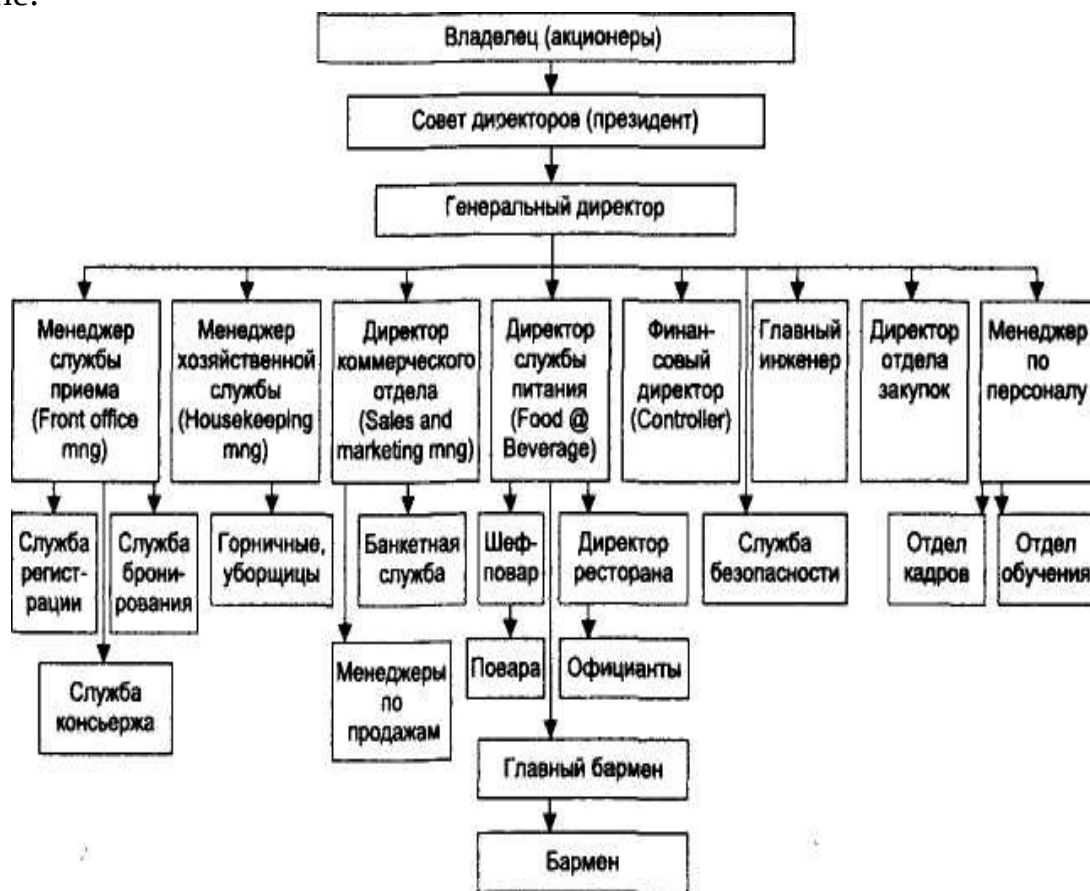 Владелец (акционеры)
Совет директоров (президент)
Генеральный директор
Менеджер
службы
приема
(Front office
mng)
Менеджер
хозяйственной
службы
(Housekeeping
mng)
Директор
коммерческого
отдела
(Sales and
marketing mng)
Директор
службы
питания
(Food @
Beverage)
Финан-
совый
директор
(Controller)
Главный
инженер
Директор
отдела
закупок
Менеджер
по
персоналу
Служба
регист-
рации
Служба
брони-
рования
Горничные,
уборщицы
Банкетная
служба
Шеф-
повар
Директор
ресторана
Служба
безопасности
Отдел
кадров
Отдел
обучения
Служба
консьержа
Менеджеры
по
продажам
Повара
Официанты
Главный бармен
Бармен